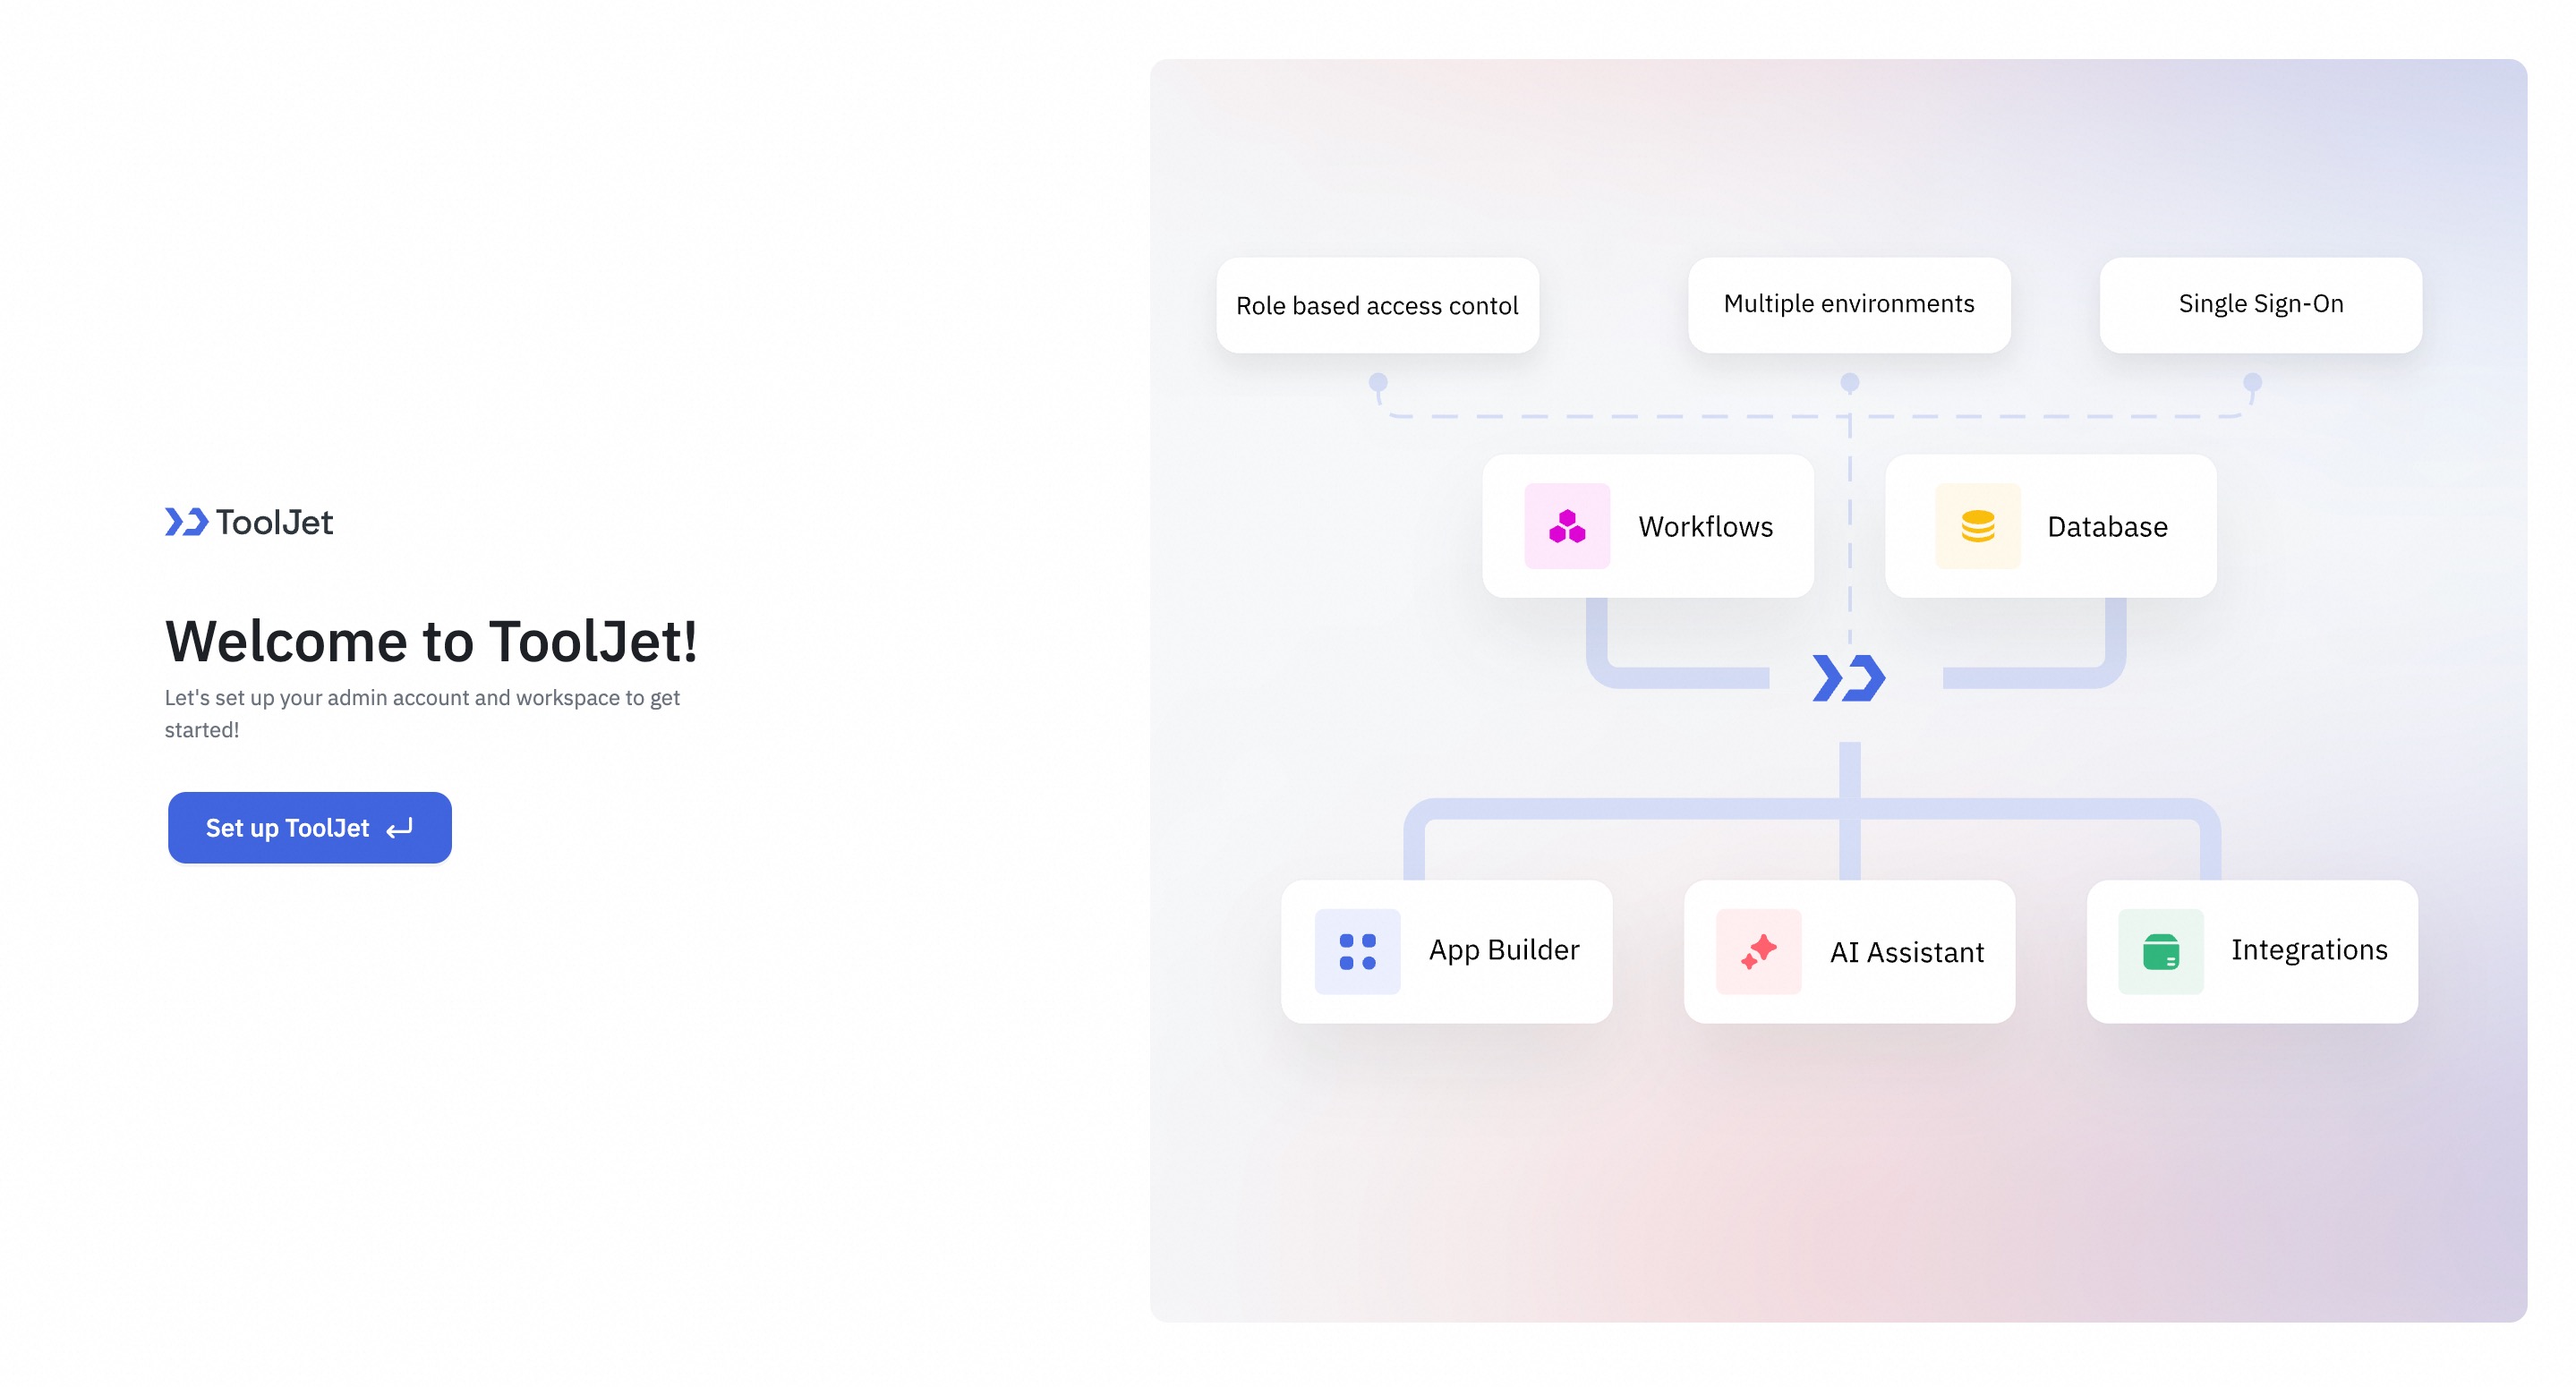 ToolJet
Welcome to ToolJet!
Let's set up your admin account and workspace to get
started!
Set up ToolJet
Role based access contol
Multiple environments
Single Sign-On
Workflows
Database
App Builder
AI Assistant
Integrations